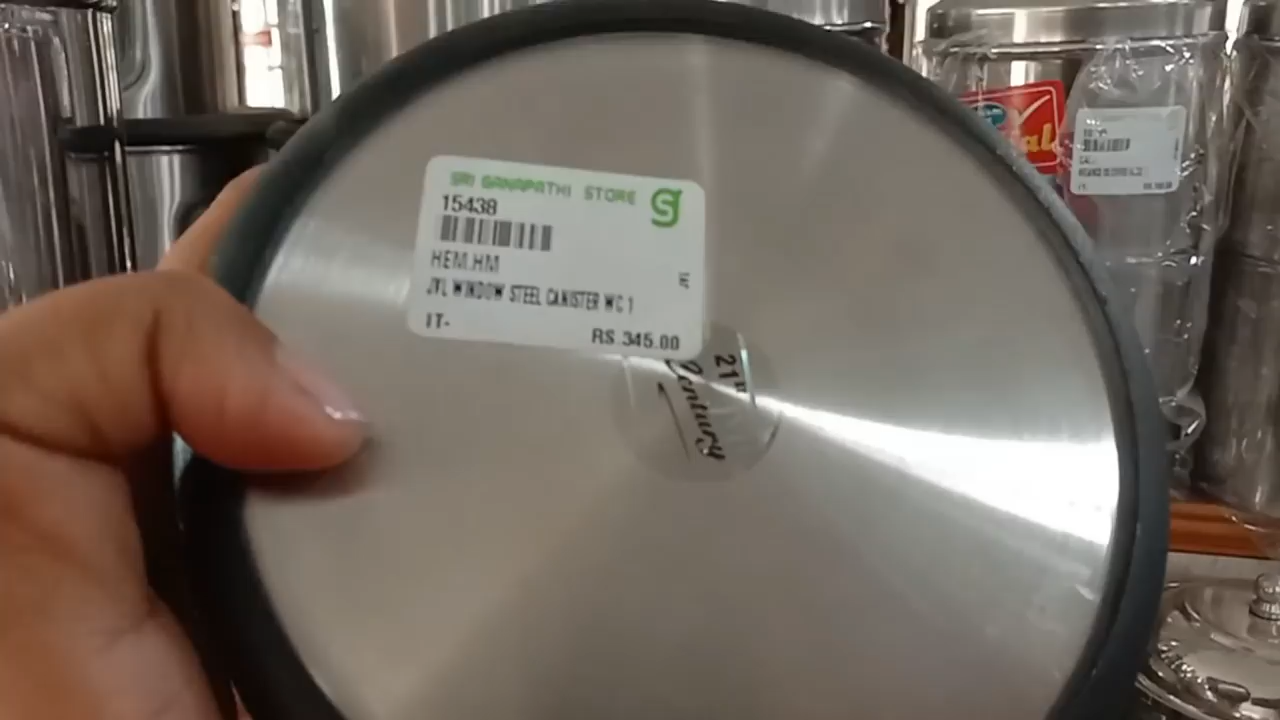 SRI GANAPATHI STORE
15438
HEM.HM
JVL WINDOW STEEL CANISTER WC 1
IT-
RS.345.00
21st
Century